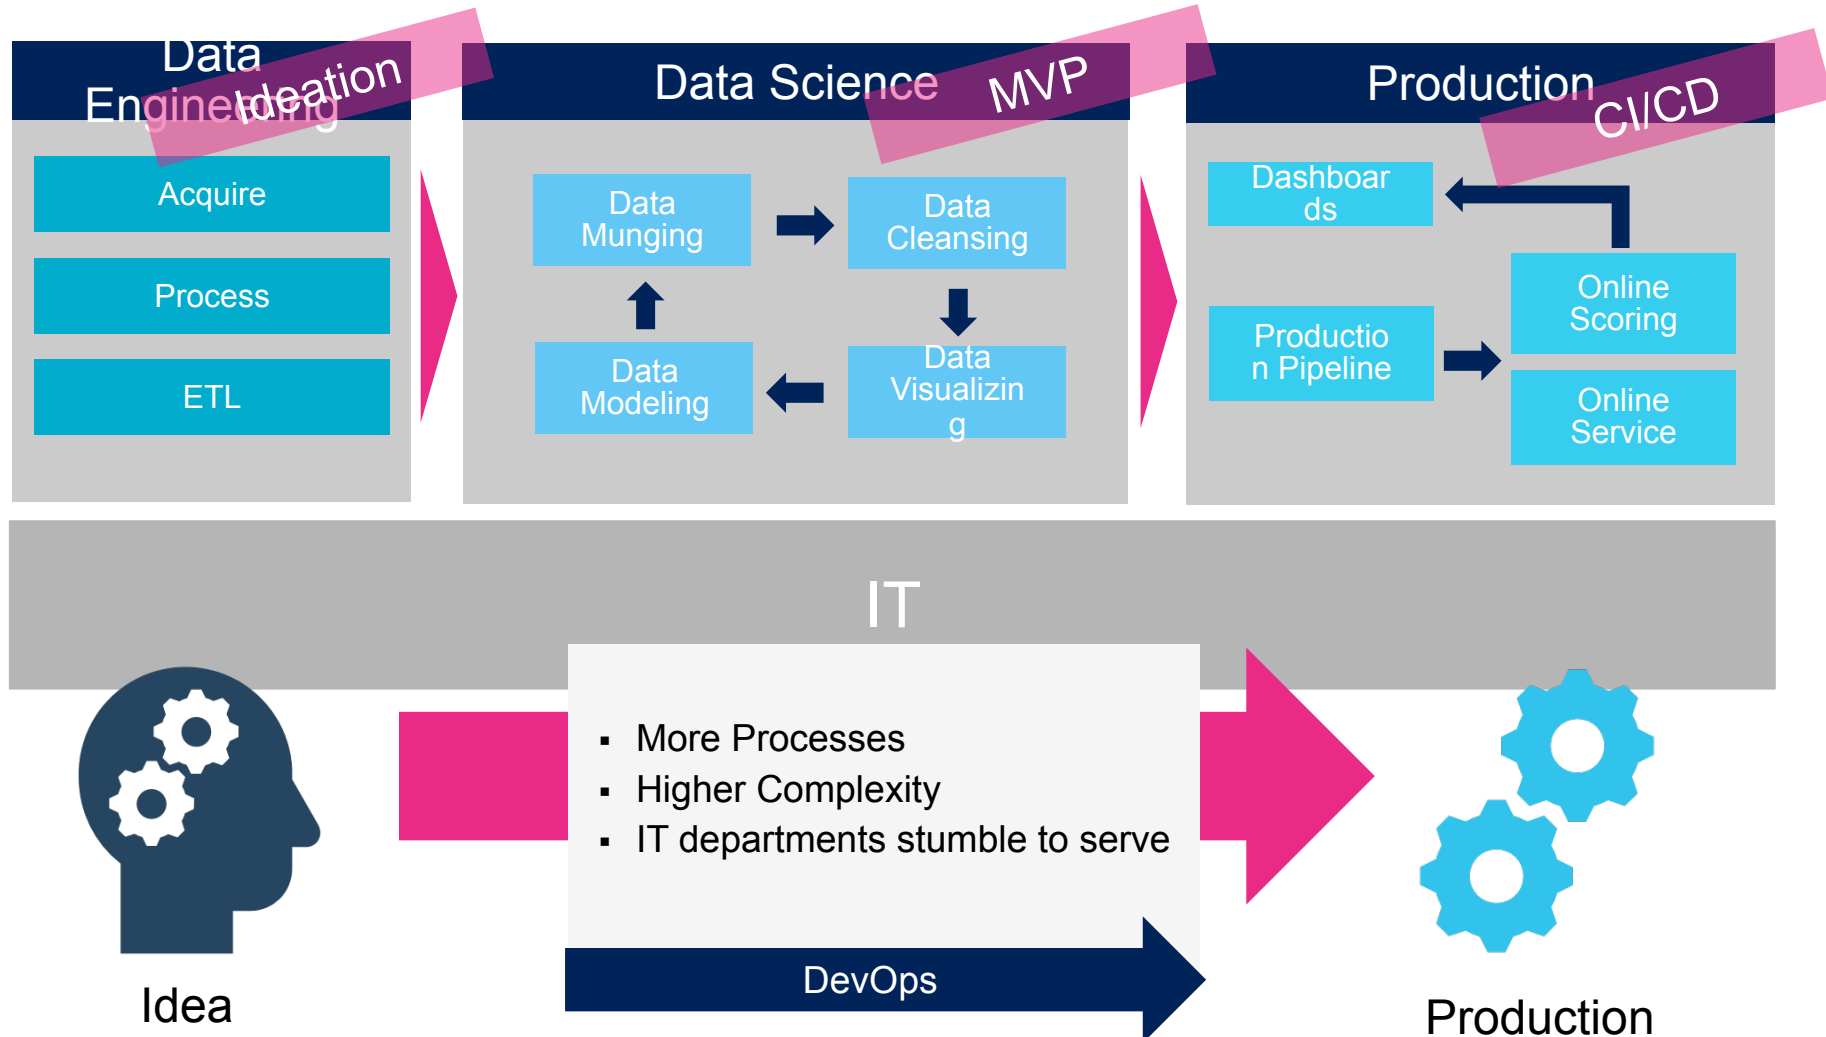 Data
Engineering
Ideation
Data Science
MVP
Production
CI/CD
Acquire
Process
ETL
Data
Munging
Data
Cleansing
Data
Modeling
Data
Visualizin
g
Dashboar
ds
Productio
n Pipeline
Online
Scoring
Online
Service
IT
▪ More Processes
▪ Higher Complexity
▪ IT departments stumble to serve
DevOps
Idea
Production